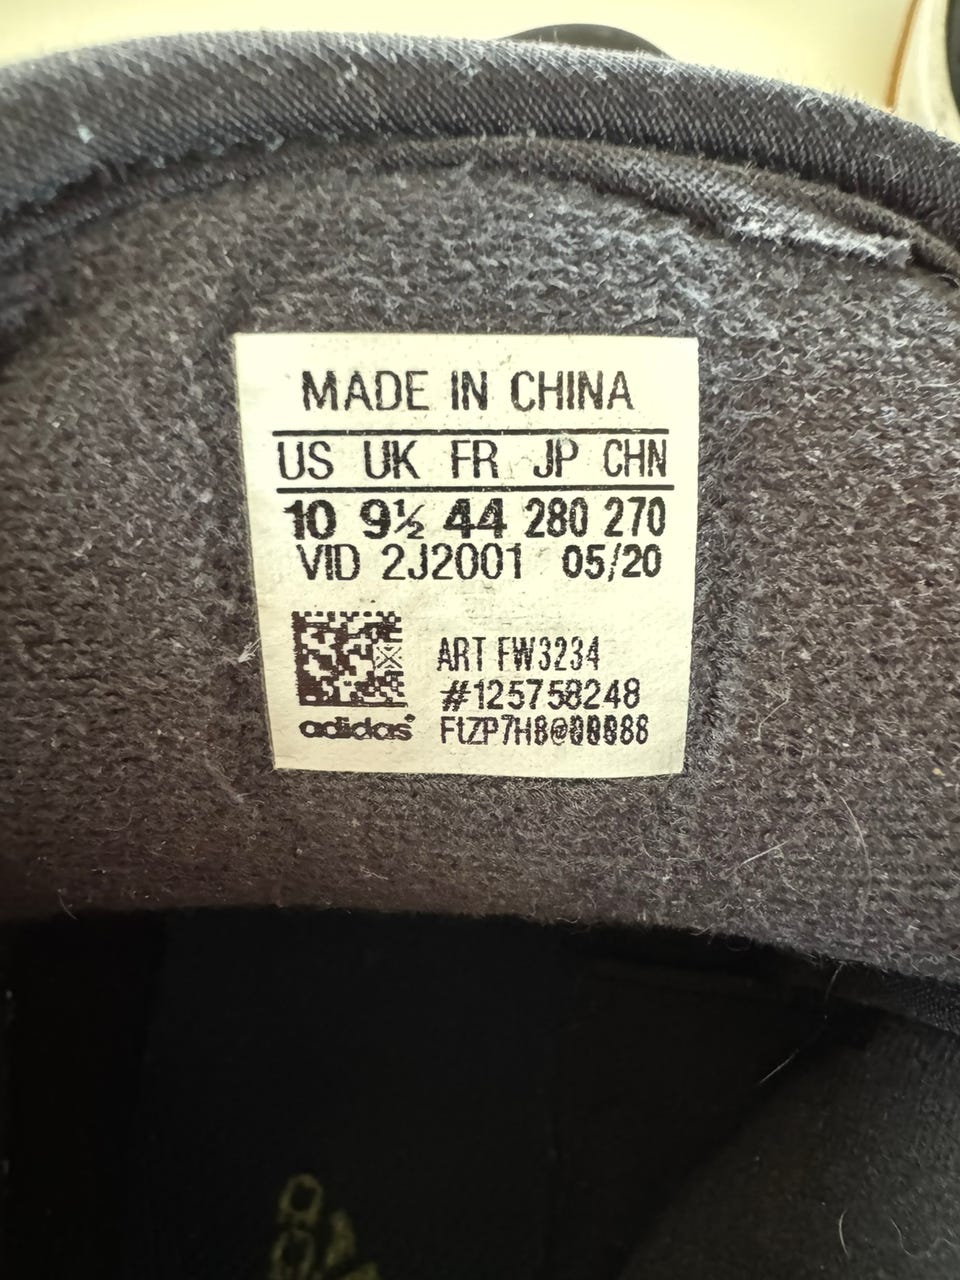 MADE IN CHINA
US UK FR JP CHN
10 9½ 44 280 270
VID 2J2001 05/20
ART FW3234
#125758248
adidas®